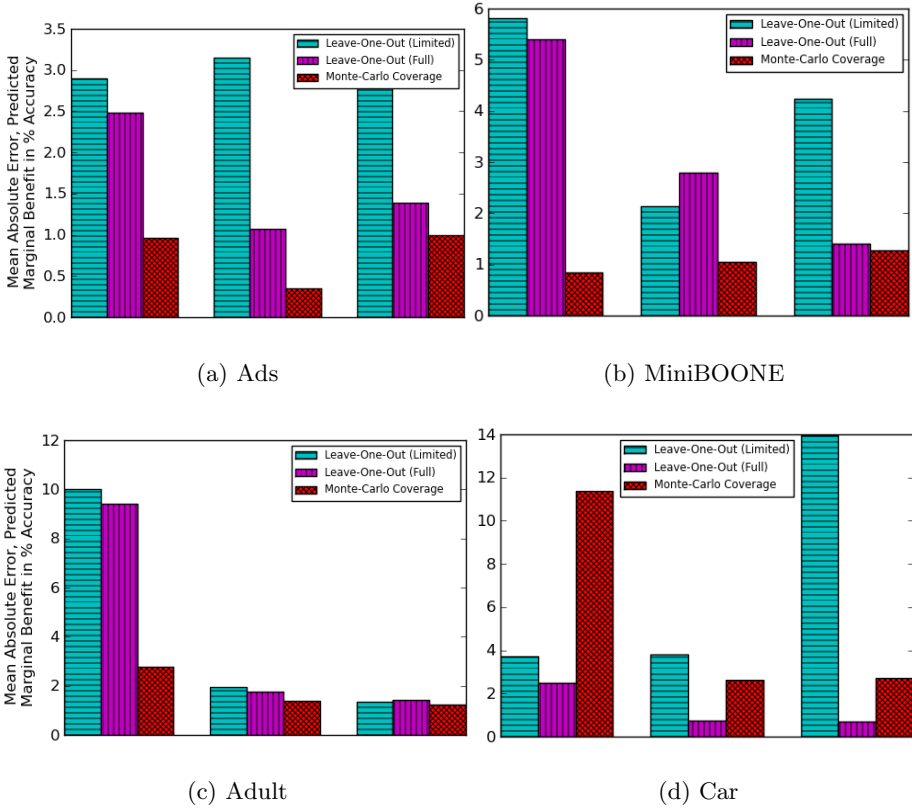 Mean Absolute Error, Predicted
Marginal Benefit in % Accuracy
3.5
3.0
2.5
2.0
1.5
1.0
0.5
0.0
Leave-One-Out (Limited)
Leave-One-Out (Full)
Monte-Carlo Coverage
(a) Ads
6
5
4
3
2
1
0
Leave-One-Out (Limited)
Leave-One-Out (Full)
Monte-Carlo Coverage
(b) MiniBOONE
Mean Absolute Error, Predicted
Marginal Benefit in % Accuracy
12
10
8
6
4
2
0
Leave-One-Out (Limited)
Leave-One-Out (Full)
Monte-Carlo Coverage
(c) Adult
14
12
10
8
6
4
2
0
Leave-One-Out (Limited)
Leave-One-Out (Full)
Monte-Carlo Coverage
(d) Car